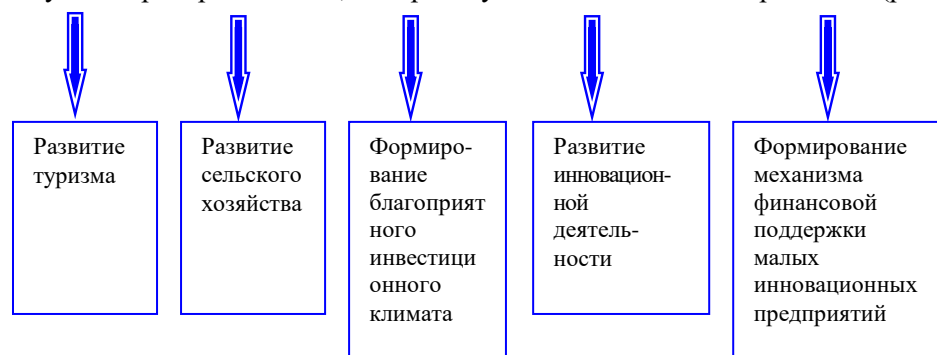 Развитие
туризма
Развитие
сельского
хозяйства
Формиро-
вание
благоприят
ного
инвестици
онного
климата
Развитие
инновацион-
ной
деятель-
ности
Формирование
механизма
финансовой
поддержки
малых
инновационных
предприятий